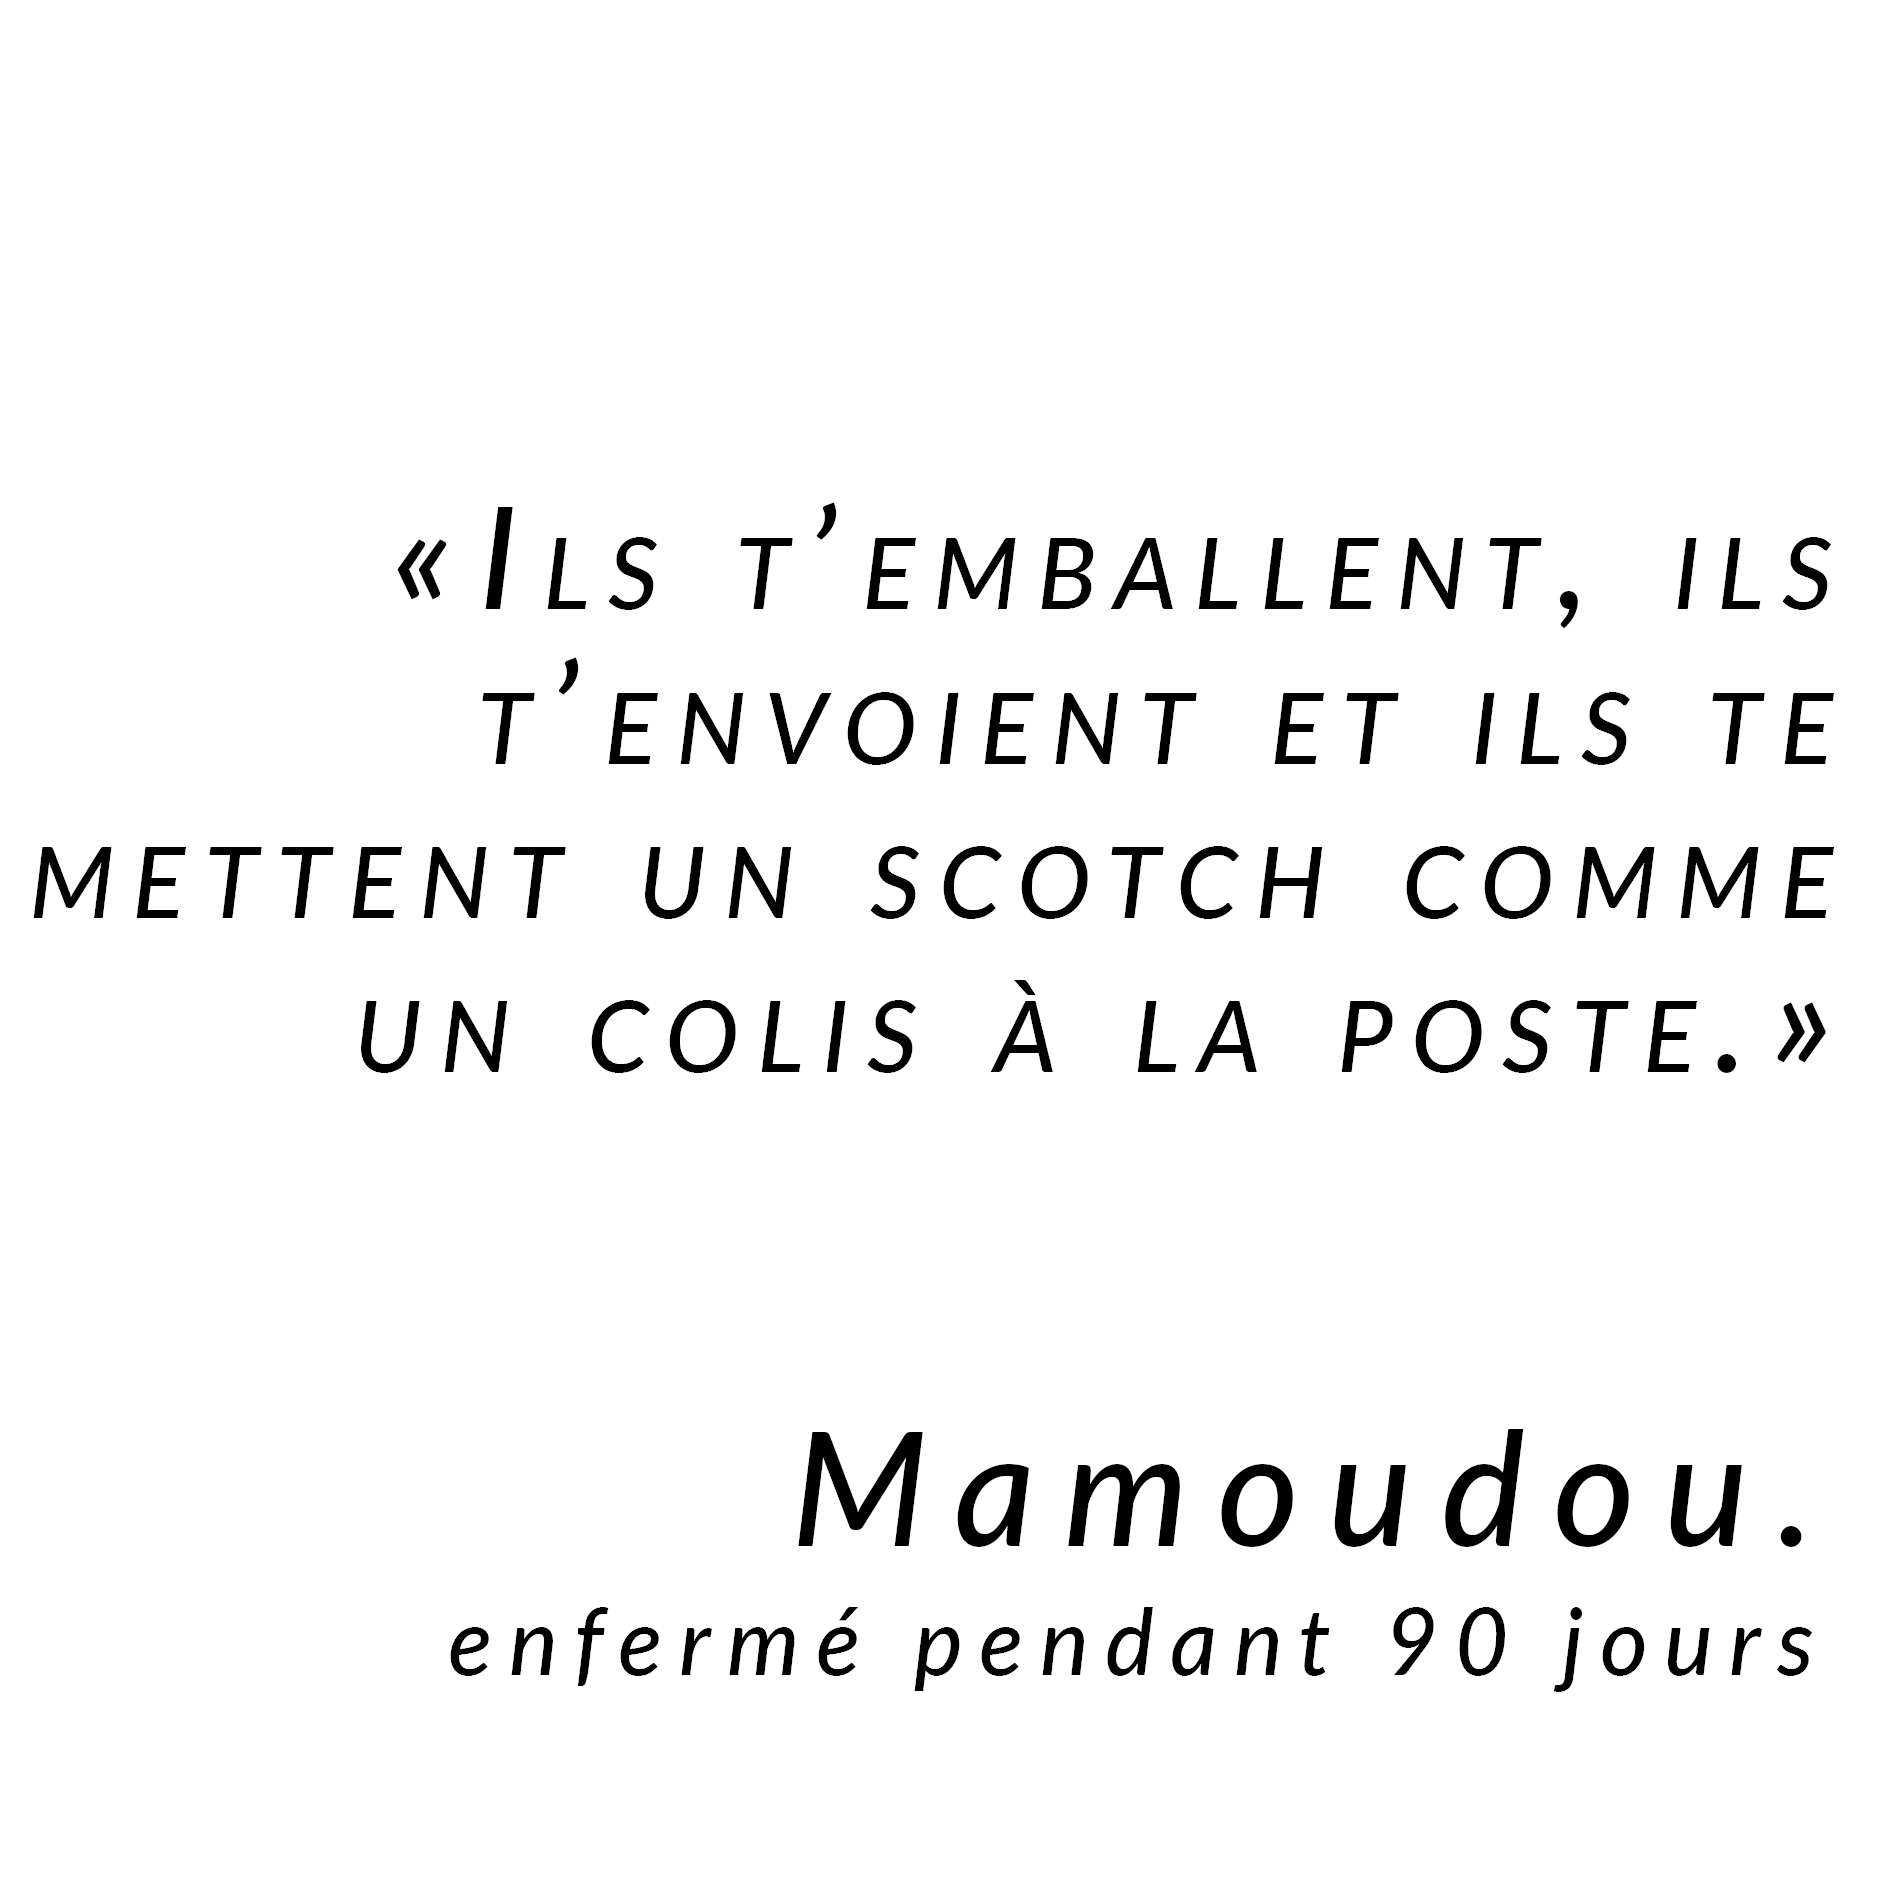 «Ils t’emballent, ils
t’envoient et ils te
mettent un scotch comme
un colis à la poste.»
Mamoudou.
enfermé pendant 90 jours